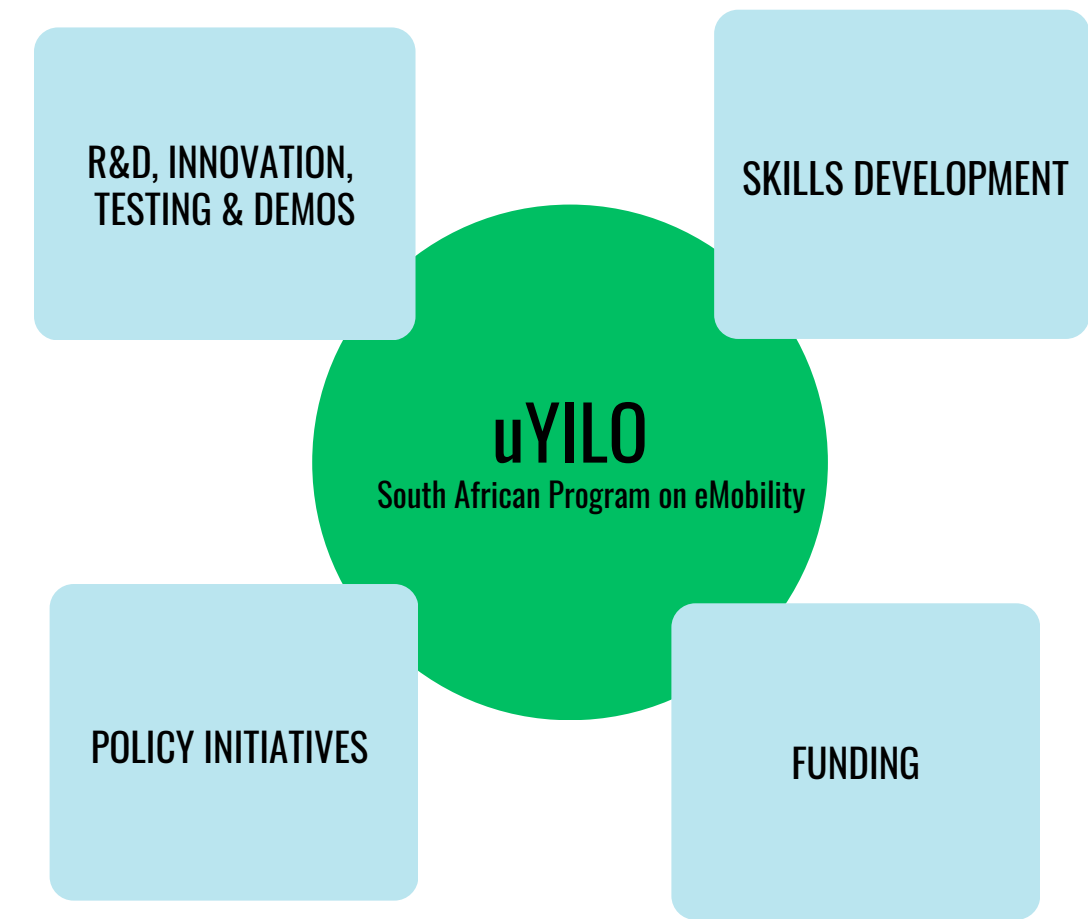 R&D, INNOVATION,
TESTING & DEMOS
SKILLS DEVELOPMENT
uYILO
South African Program on eMobility
POLICY INITIATIVES
FUNDING